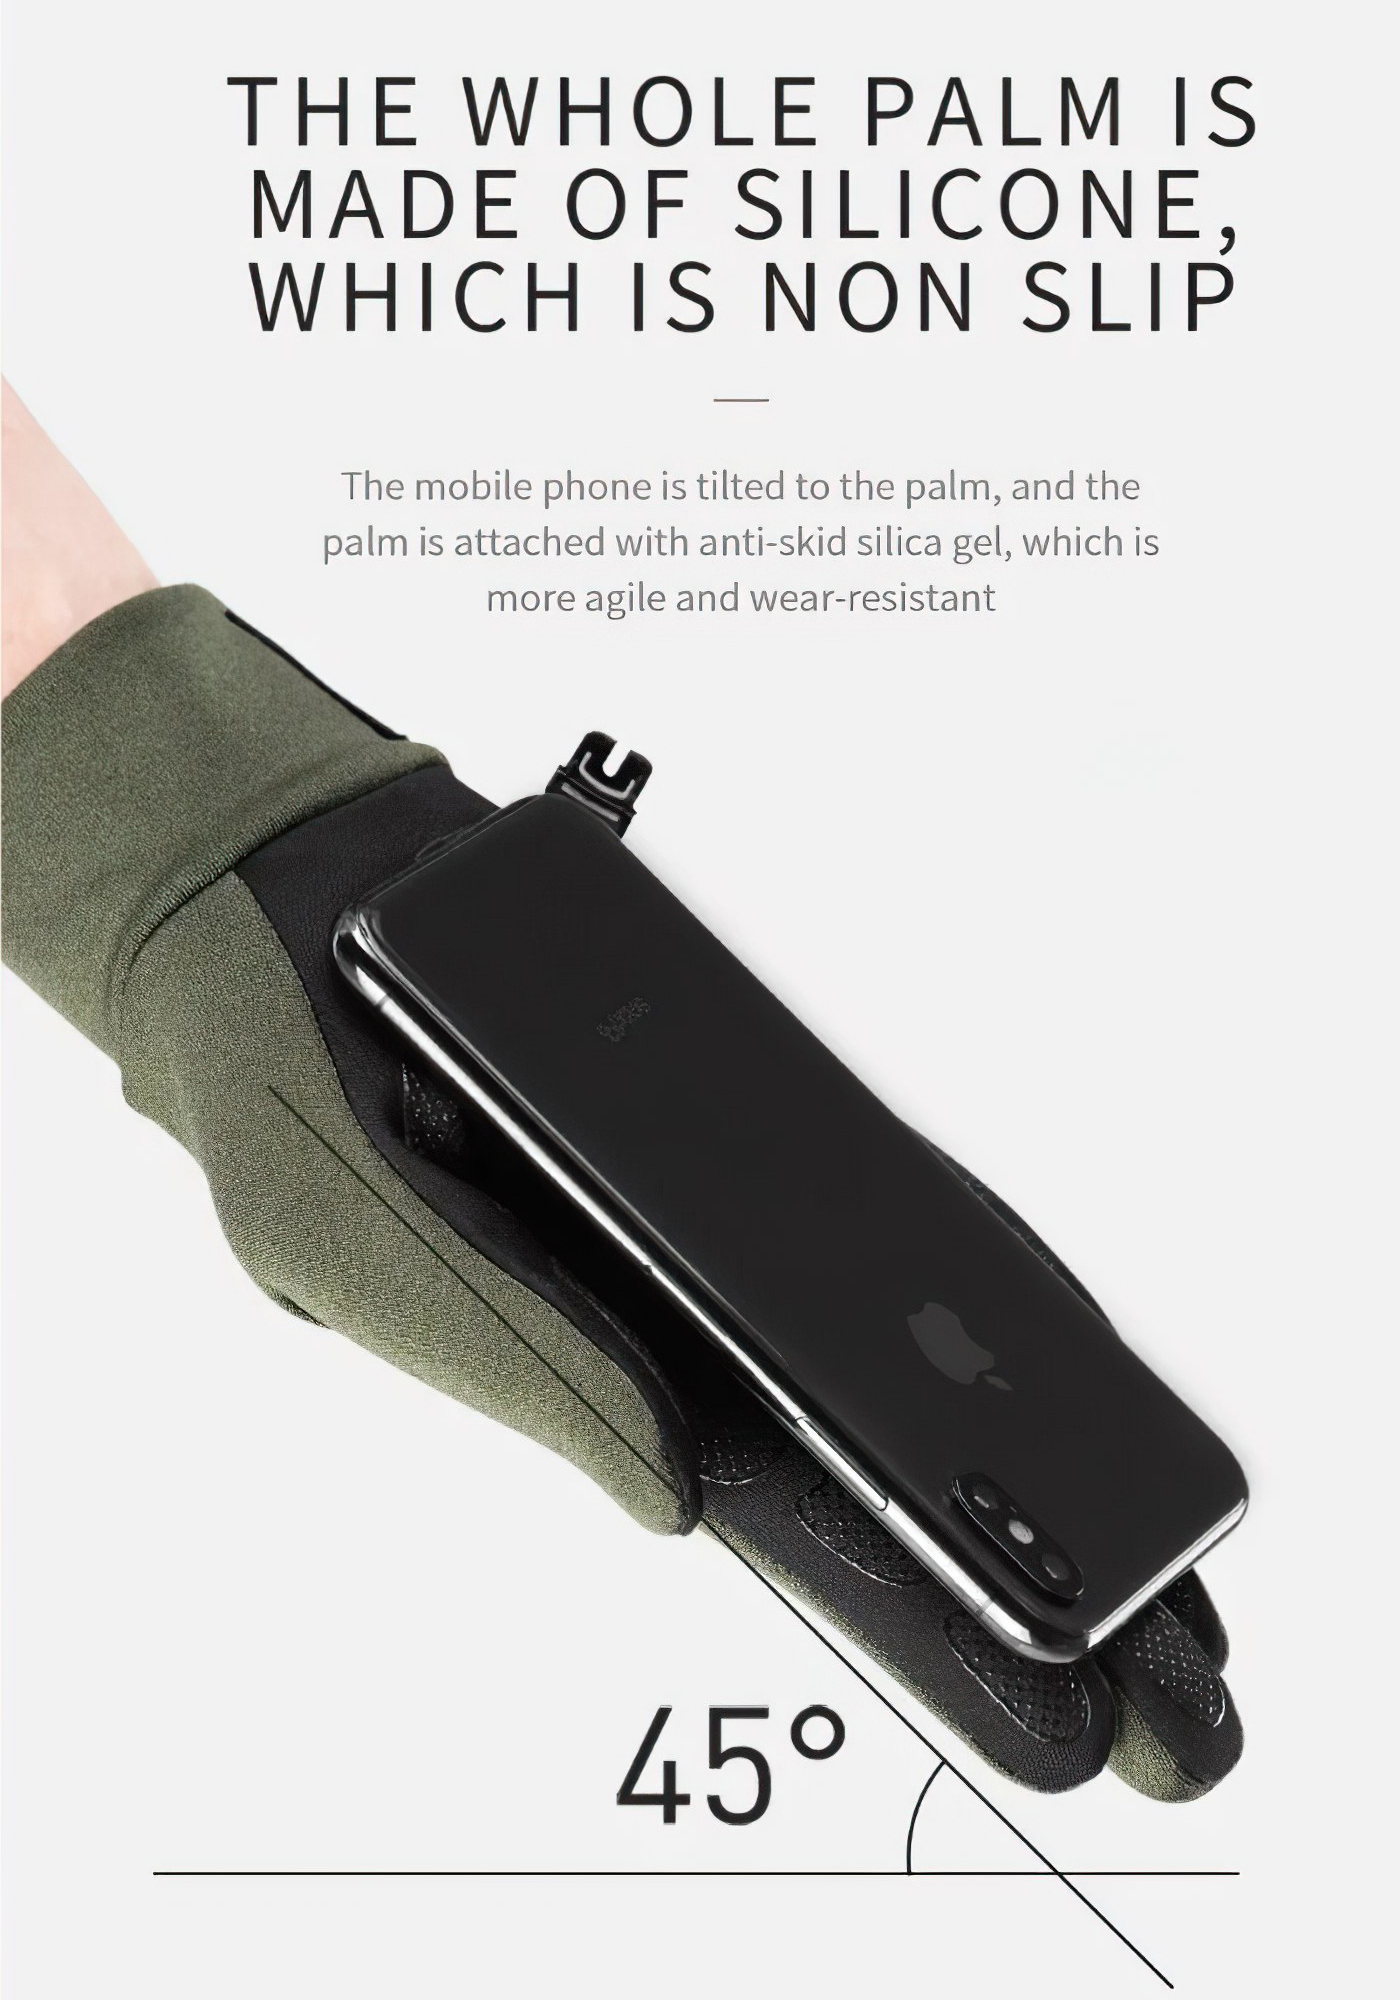 THE WHOLE PALM IS
MADE OF SILICONE,
WHICH IS NON SLIP
The mobile phone is tilted to the palm, and the
palm is attached with anti-skid silica gel, which is
more agile and wear-resistant
45°